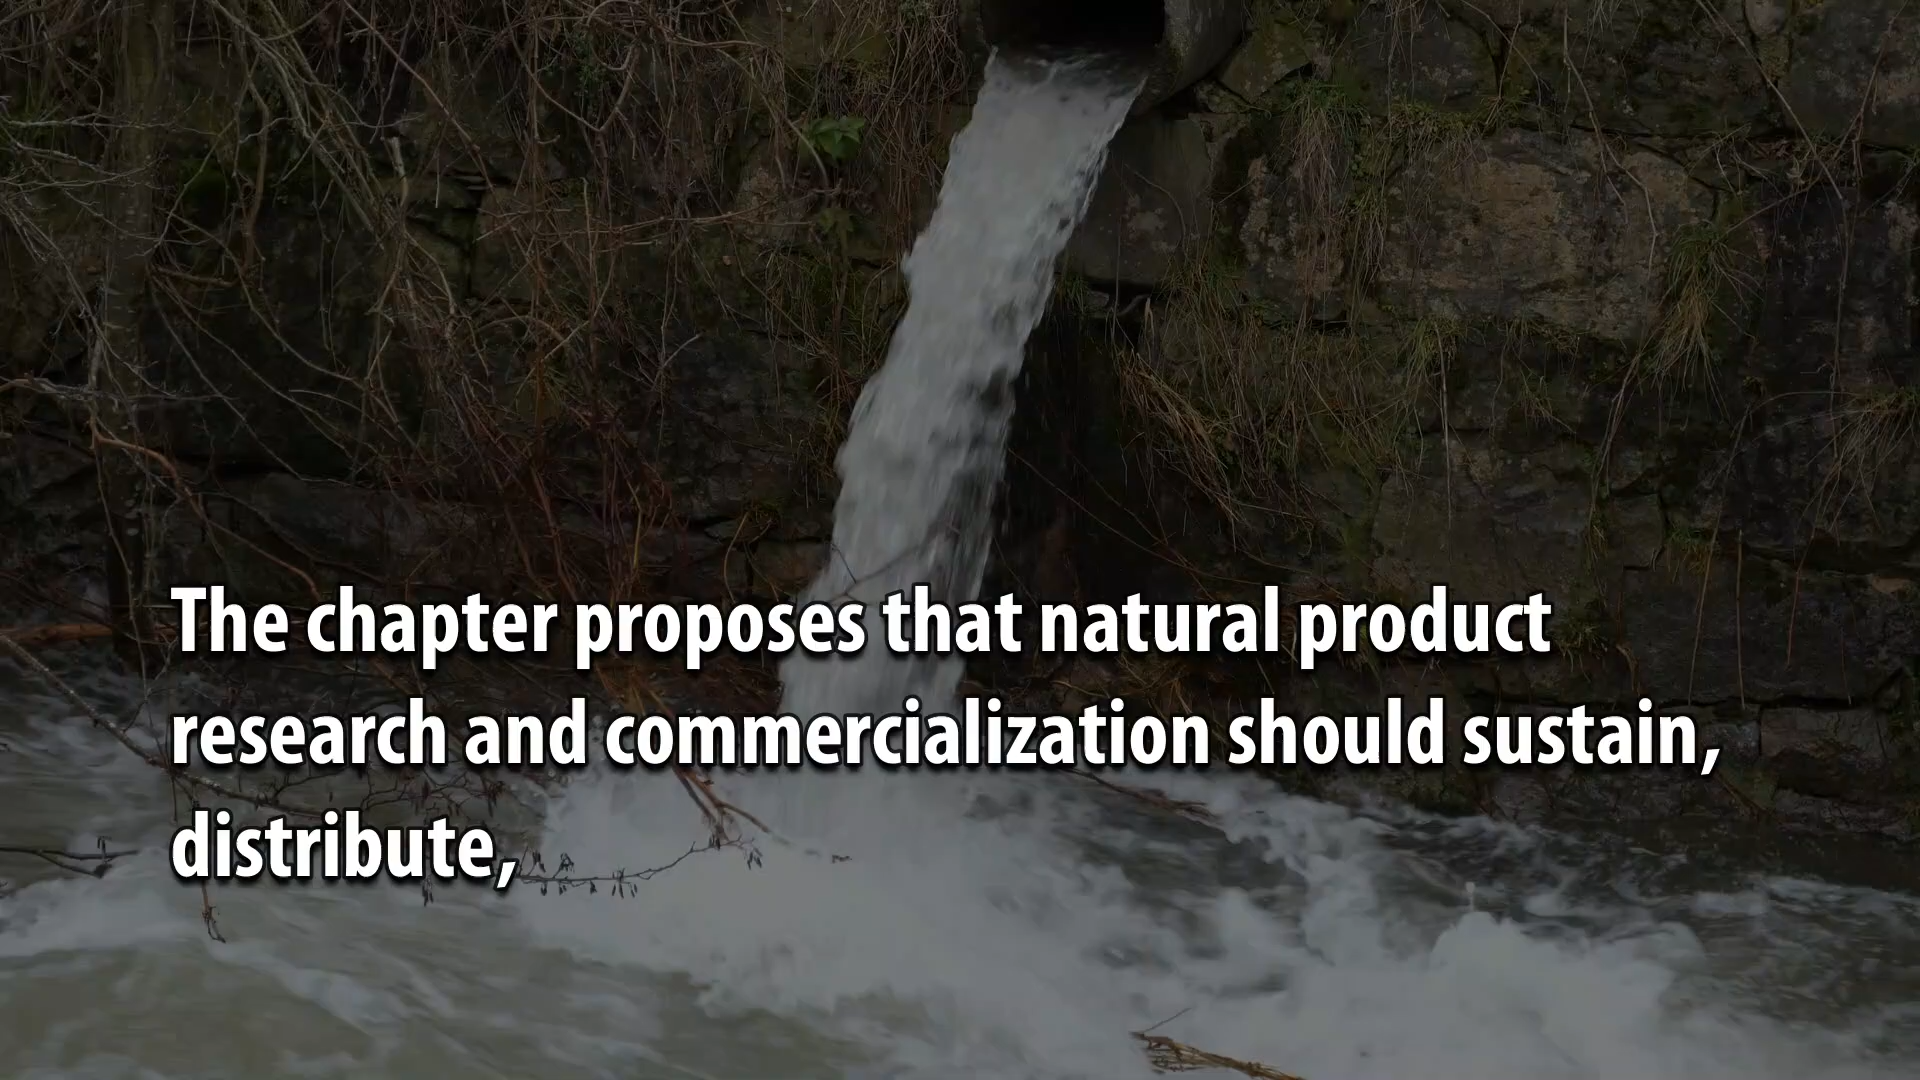 The chapter proposes that natural product
research and commercialization should sustain,
distribute,